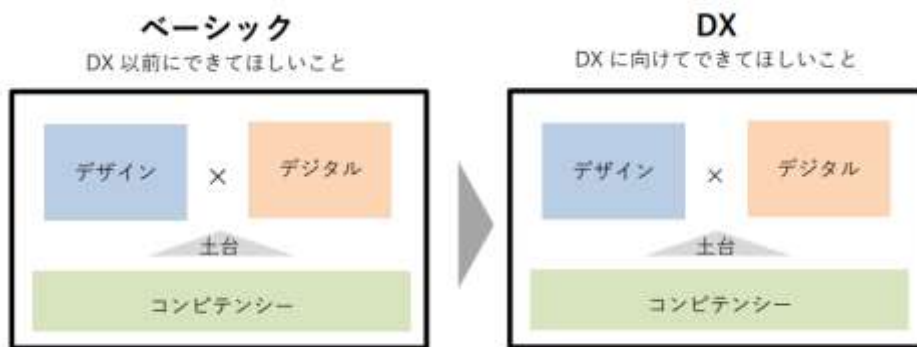 ベーシック
DX 以前にできてほしいこと
デザイン
×
デジタル
土台
コンピテンシー
DX
DX に向けてできてほしいこと
デザイン
×
デジタル
土台
コンピテンシー